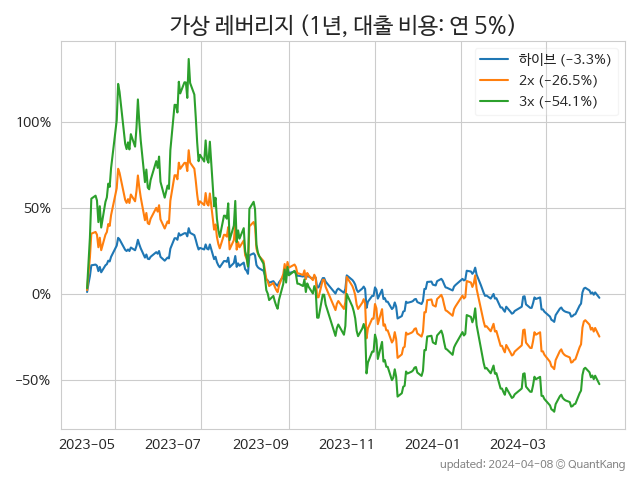 가상 레버리지 (1년, 대출 비용: 연 5%)
하이브 (−3.3%)
2x (−26.5%)
3x (−54.1%)
100%
50%
0%
−50%
2023-05 2023-07 2023-09 2023-11 2024-01 2024-03
updated: 2024-04-08 © QuantKang